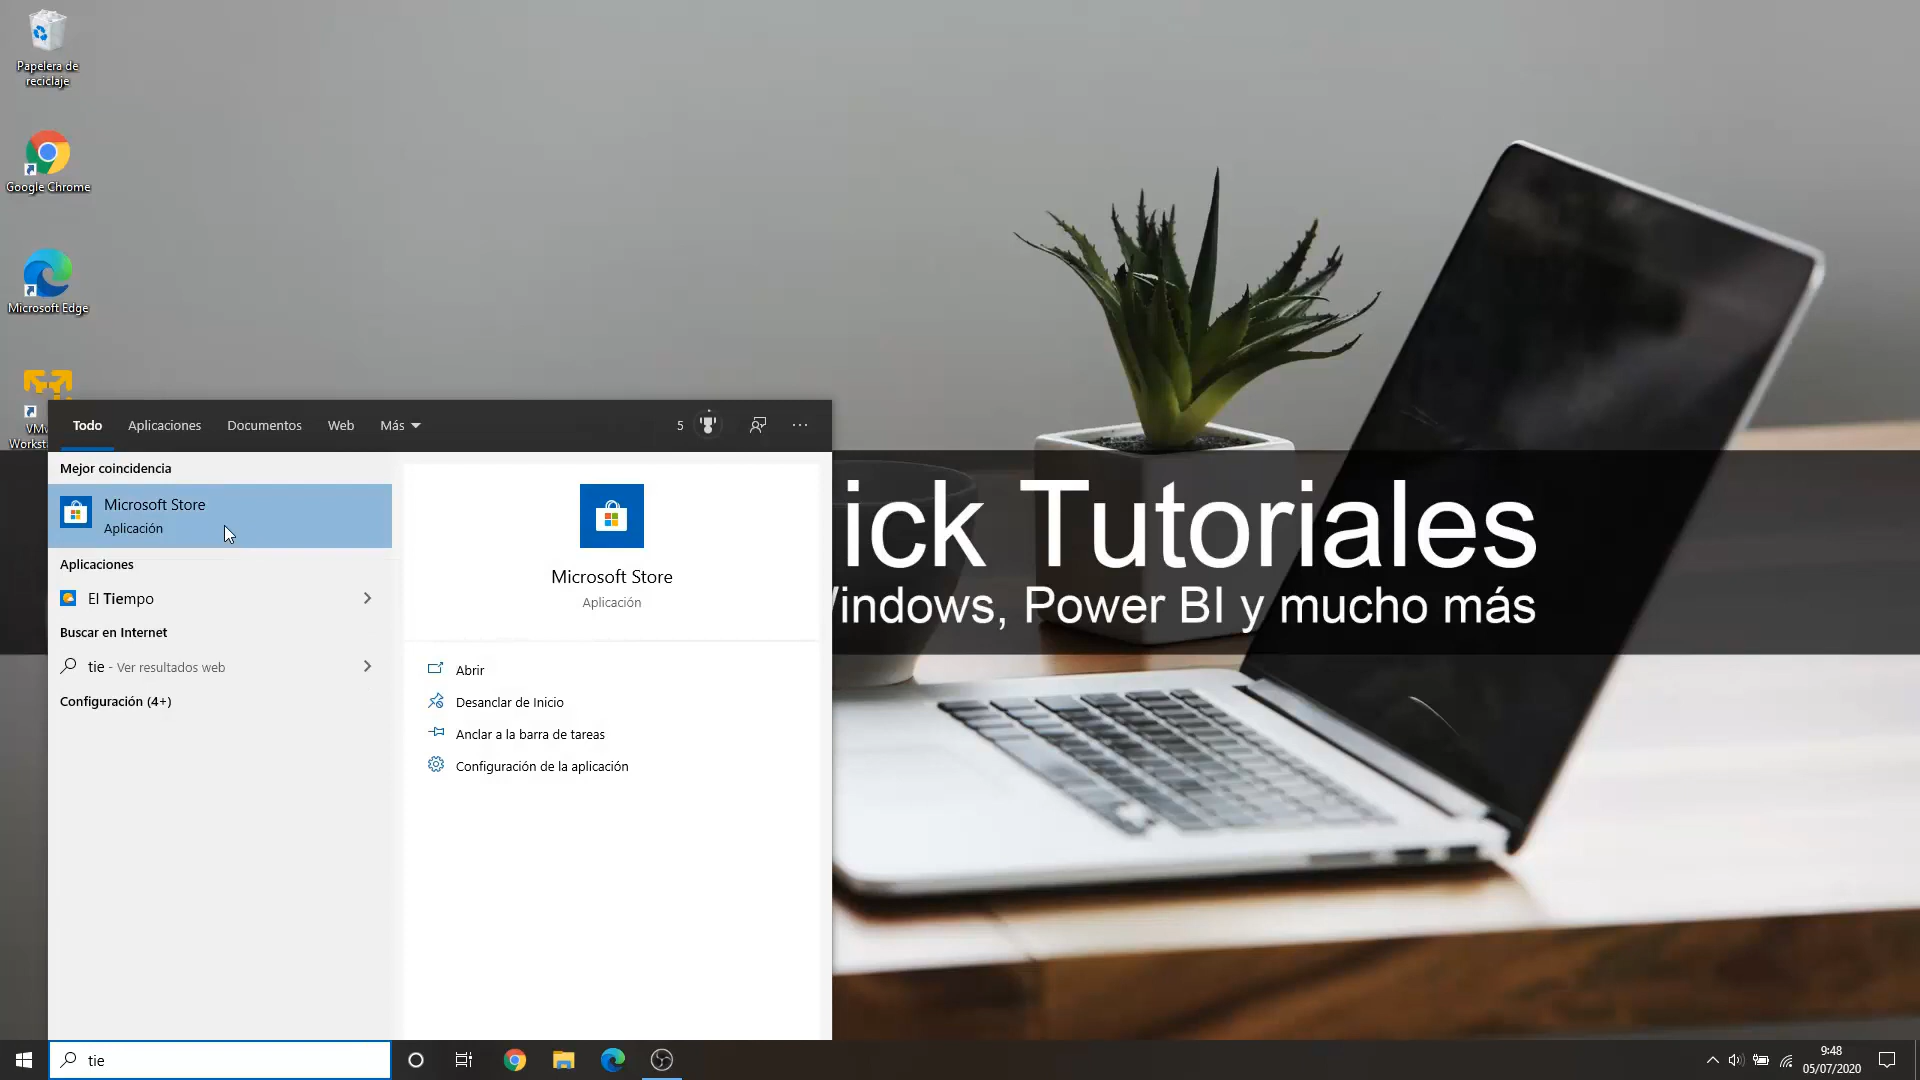 Papelera de
reciclaje
Google Chrome
Microsoft Edge
Todo
Aplicaciones
Documentos
Web
Más
5
Mejor coincidencia
Microsoft Store
Aplicación
Aplicaciones
El Tiempo
Buscar en Internet
tie - Ver resultados web
Configuración (4+)
Microsoft Store
Aplicación
Abrir
Desanclar de Inicio
Anclar a la barra de tareas
Configuración de la aplicación
ick Tutoriales
indows, Power BI y mucho más
tie
9:48
05/07/2020